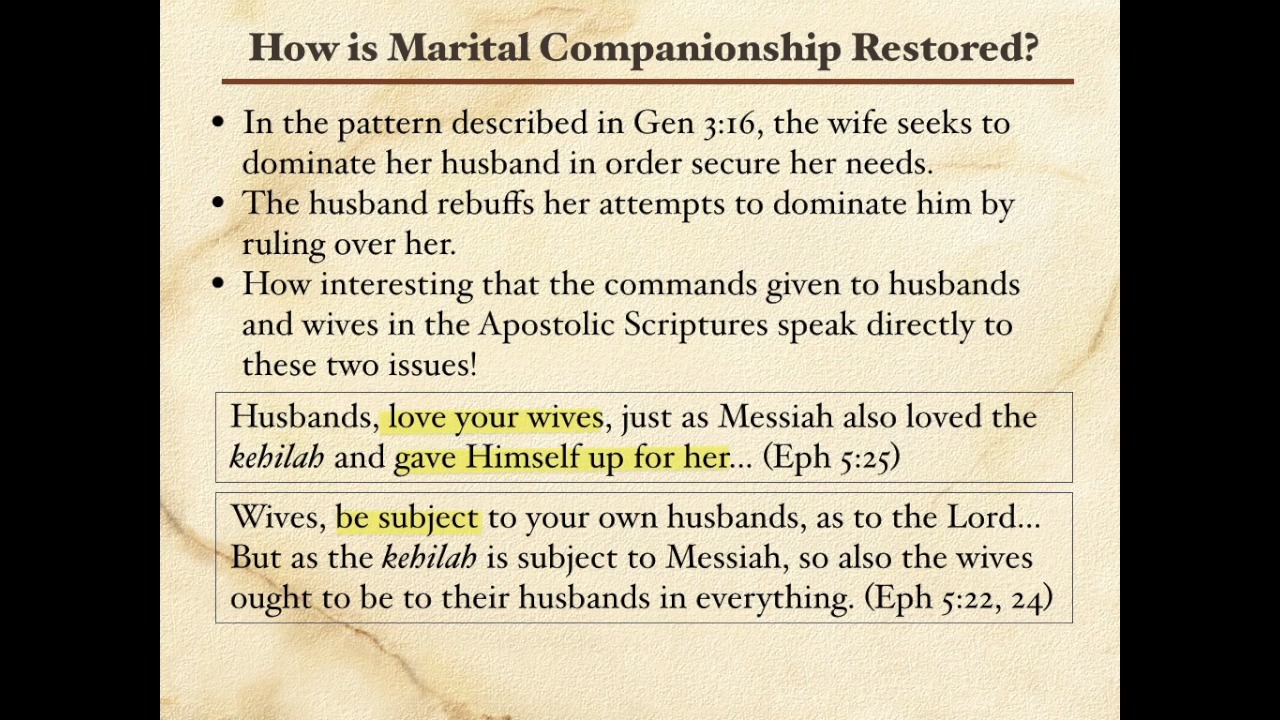 How is Marital Companionship Restored?
• In the pattern described in Gen 3:16, the wife seeks to
dominate her husband in order secure her needs.
• The husband rebuffs her attempts to dominate him by
ruling over her.
• How interesting that the commands given to husbands
and wives in the Apostolic Scriptures speak directly to
these two issues!
Husbands, love your wives, just as Messiah also loved the
kehilah and gave Himself up for her... (Eph 5:25)
Wives, be subject to your own husbands, as to the Lord...
But as the kehilah is subject to Messiah, so also the wives
ought to be to their husbands in everything. (Eph 5:22, 24)